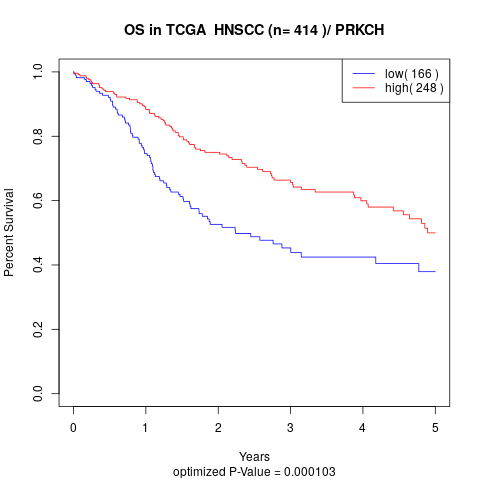 OS in TCGA  HNSCC (n= 414 )/ PRKCH
low( 166 )
high( 248 )
Percent Survival
1.0
0.8
0.6
0.4
0.2
0.0
0 1 2 3 4 5
Years
optimized P-Value = 0.000103